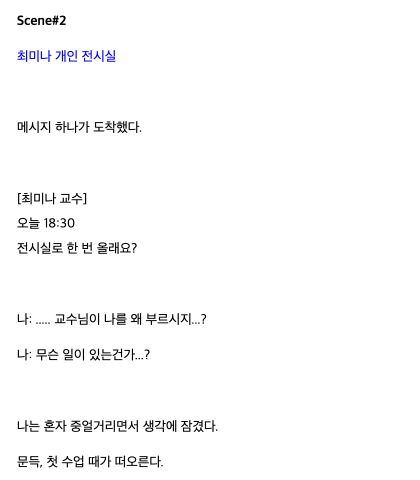 Scene#2
최미나 개인 전시실
메시지 하나가 도착했다.
[최미나 교수]
오늘 18:30
전시실로 한 번 올래요?
나: ..... 교수님이 나를 왜 부르시지...?
나: 무슨 일이 있는건가...?
나는 혼자 중얼거리면서 생각에 잠겼다.
문득, 첫 수업 때가 떠오른다.